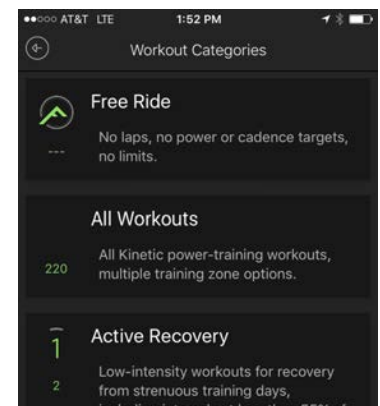 AT&T LTE 1:52 PM
Workout Categories
Free Ride
No laps, no power or cadence targets,
---
no limits.
All Workouts
All Kinetic power-training workouts,
220
multiple training zone options.
1
Active Recovery
Low-intensity workouts for recovery
2
from strenuous training days,